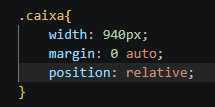 .caixa{
    width: 940px;
    margin: 0 auto;
    position: relative;
}